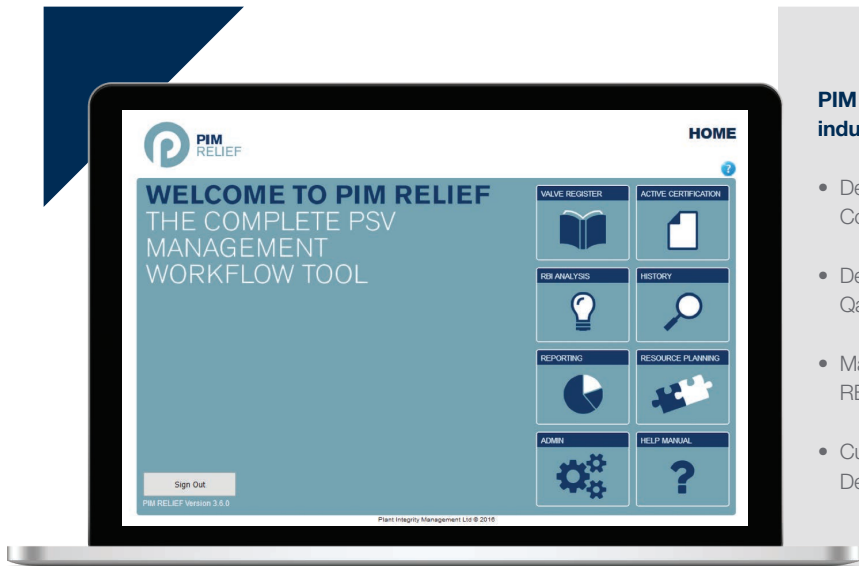 PIM
RELIEF
HOME
?
WELCOME TO PIM RELIEF
THE COMPLETE PSV
MANAGEMENT
WORKFLOW TOOL
VALVE REGISTER
ACTIVE CERTIFICATION
RBI ANALYSIS
HISTORY
REPORTING
RESOURCE PLANNING
ADMIN
HELP MANUAL
?
Sign Out
PIM RELIEF Version 3.6.0
Plant Integrity Management Ltd © 2016
PIM
indu
• De
Co
• De
Qa
• Ma
RE
• Cu
De